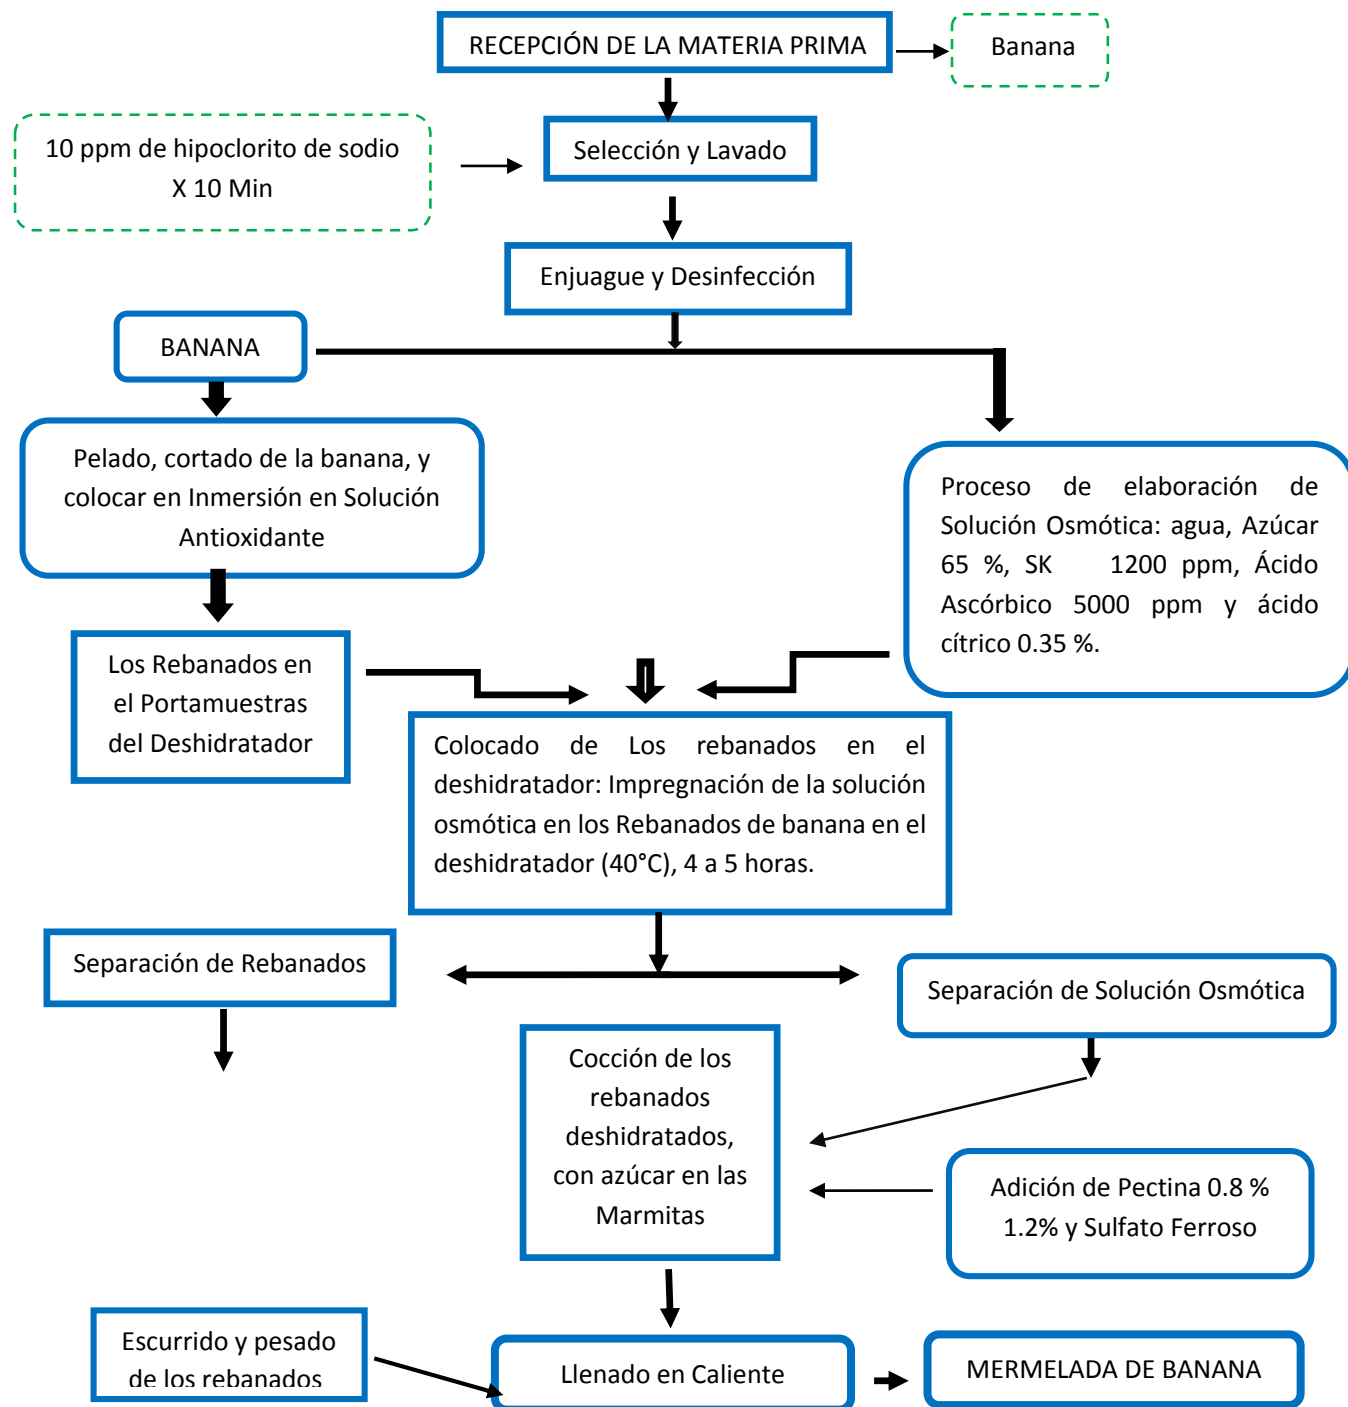 RECEPCIÓN DE LA MATERIA PRIMA
Banana
10 ppm de hipoclorito de sodio
X 10 Min
Selección y Lavado
Enjuague y Desinfección
BANANA
Pelado, cortado de la banana, y
colocar en Inmersión en Solución
Antioxidante
Proceso de elaboración de
Solución Osmótica: agua, Azúcar
65 %, SK 1200 ppm, Ácido
Ascórbico 5000 ppm y ácido
cítrico 0.35 %.
Los Rebanados en
el Portamuestras
del Deshidratador
Colocado de Los rebanados en el
deshidratador: Impregnación de la solución
osmótica en los Rebanados de banana en el
deshidratador (40°C), 4 a 5 horas.
Separación de Rebanados
Separación de Solución Osmótica
Cocción de los
rebanados
deshidratados,
con azúcar en las
Marmitas
Adición de Pectina 0.8 %
1.2% y Sulfato Ferroso
Escurrido y pesado
de los rebanados
Llenado en Caliente
MERMELADA DE BANANA